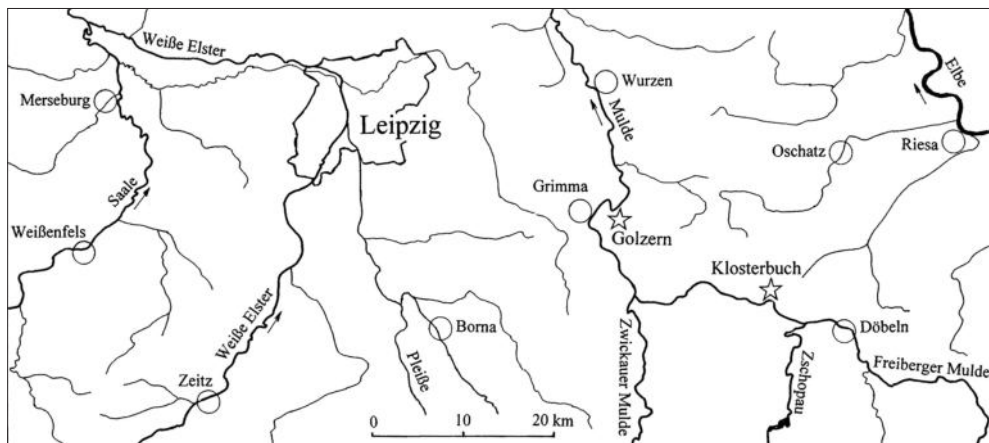 Weiße Elster
Elbe
Merseburg
Wurzen
Mulde
Leipzig
Oschatz
Riesa
Saale
Grimma
Weißenfels
Golzern
Klosterbuch
Weiße Elster
Borna
Döbeln
Pleiße
Zwickauer Mulde
Zschopau
Freiberger Mulde
Zeitz
0 10 20 km